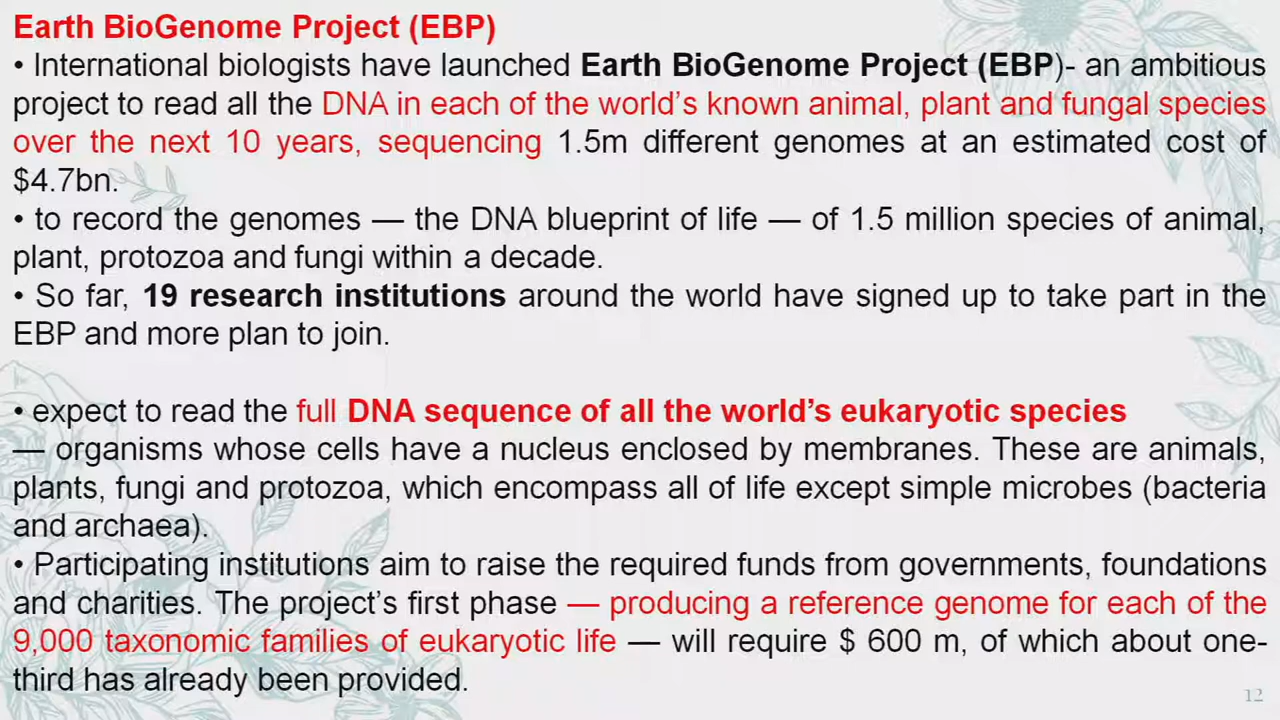 Earth BioGenome Project (EBP)
• International biologists have launched Earth BioGenome Project (EBP)- an ambitious
project to read all the DNA in each of the world's known animal, plant and fungal species
over the next 10 years, sequencing 1.5m different genomes at an estimated cost of
$4.7bn.
• to record the genomes — the DNA blueprint of life — of 1.5 million species of animal,
plant, protozoa and fungi within a decade.
• So far, 19 research institutions around the world have signed up to take part in the
EBP and more plan to join.
• expect to read the full DNA sequence of all the world's eukaryotic species
— organisms whose cells have a nucleus enclosed by membranes. These are animals,
plants, fungi and protozoa, which encompass all of life except simple microbes (bacteria
and archaea).
• Participating institutions aim to raise the required funds from governments, foundations
and charities. The project's first phase — producing a reference genome for each of the
9,000 taxonomic families of eukaryotic life — will require $ 600 m, of which about one-
third has already been provided.
12